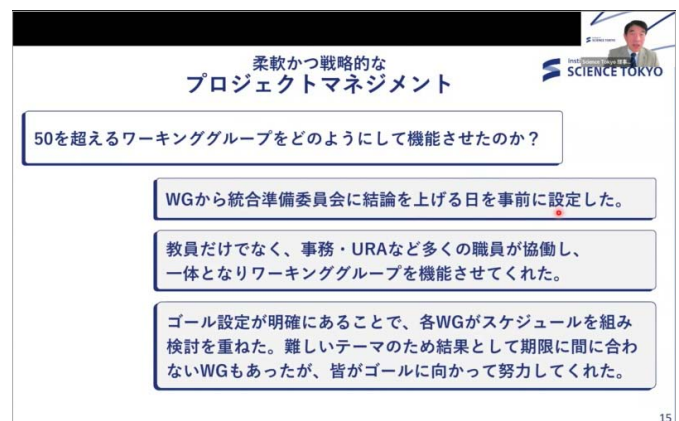 柔軟かつ戦略的な
プロジェクトマネジメント
SCIENCE TOKYO
Science Tokyo 理事
50を超えるワーキンググループをどのようにして機能させたのか？
WGから統合準備委員会に結論を上げる日を事前に設定した。
教員だけでなく、事務・URAなど多くの職員が協働し、
一体となりワーキンググループを機能させてくれた。
ゴール設定が明確にあることで、各WGがスケジュールを組み
検討を重ねた。難しいテーマのため結果として期限に間に合わ
ないWGもあったが、皆がゴールに向かって努力してくれた。
15